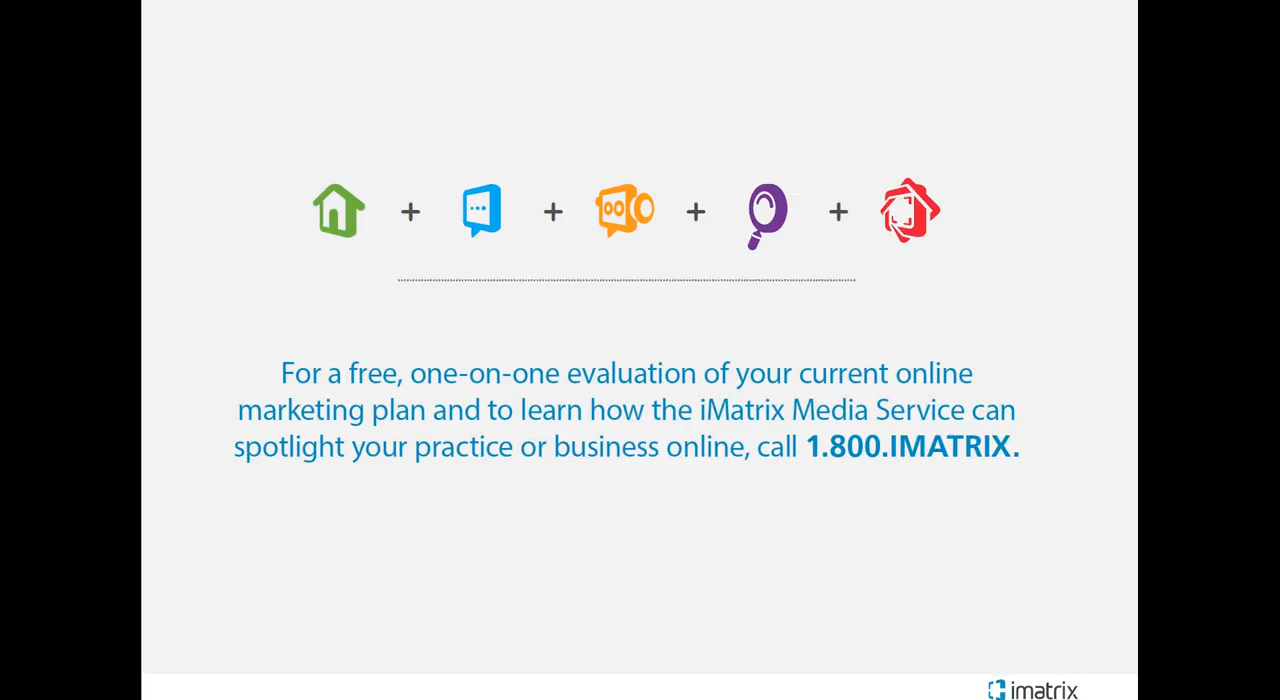 + + + +
For a free, one-on-one evaluation of your current online
marketing plan and to learn how the iMatrix Media Service can
spotlight your practice or business online, call 1.800.IMATRIX.
imatrix